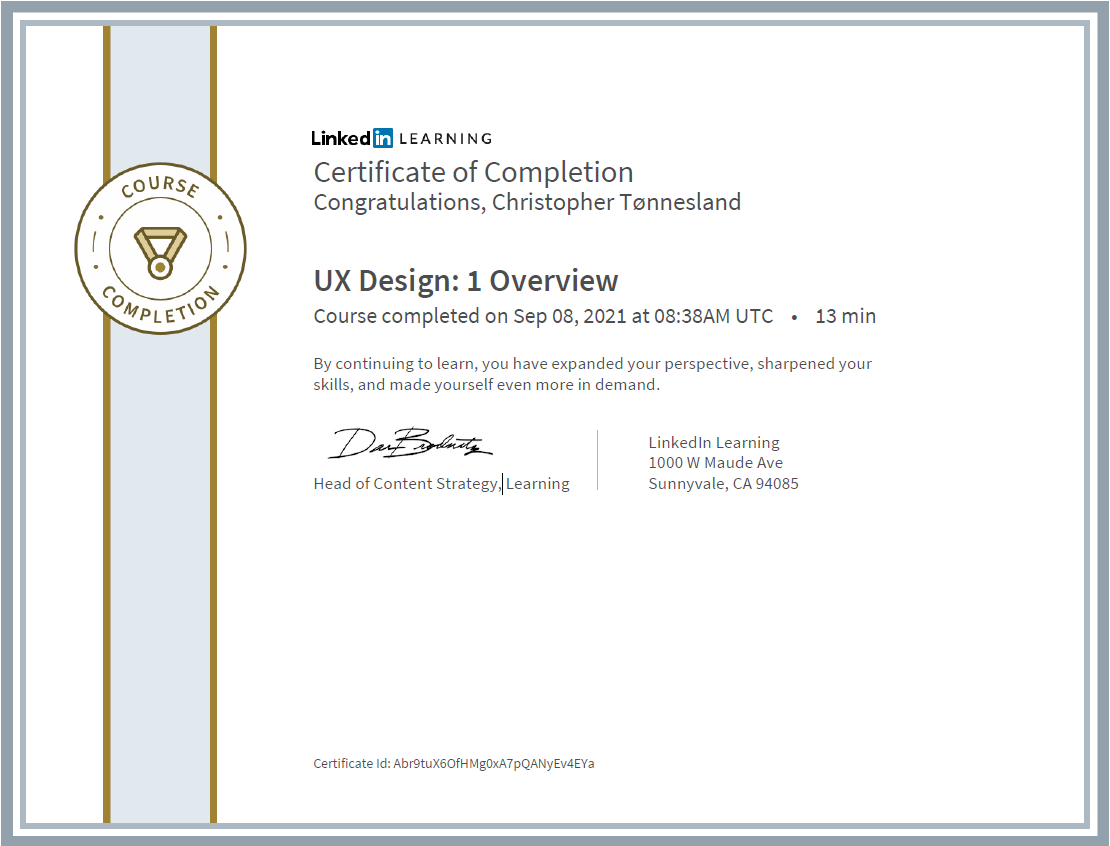 COURSE
COMPLETION
Linked in LEARNING
Certificate of Completion
Congratulations, Christopher Tønnesland
UX Design: 1 Overview
Course completed on Sep 08, 2021 at 08:38AM UTC • 13 min
By continuing to learn, you have expanded your perspective, sharpened your
skills, and made yourself even more in demand.
Dan Brodnitz
Head of Content Strategy, Learning
LinkedIn Learning
1000 W Maude Ave
Sunnyvale, CA 94085
Certificate Id: Abr9tuX6OfHMg0xA7pQANyEv4EYa